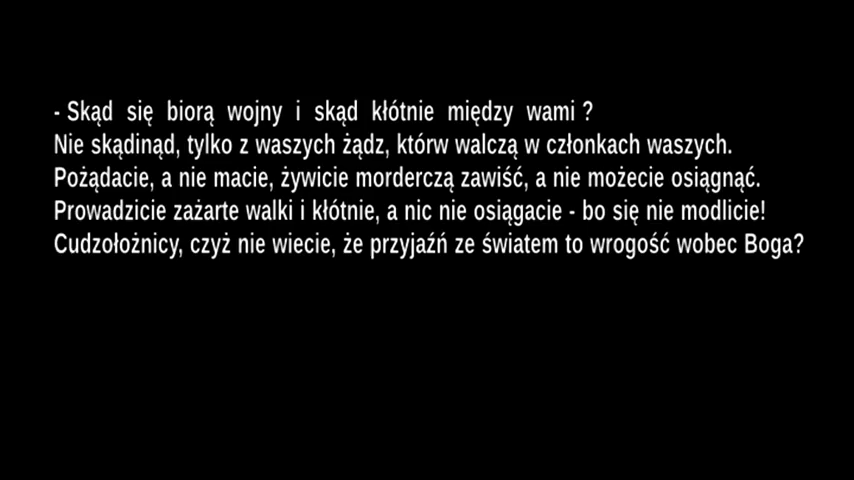 - Skąd się biorą wojny i skąd kłótnie między wami ?
Nie skądinąd, tylko z waszych żądz, którw walczą w członkach waszych.
Pożądacie, a nie macie, żywicie morderczą zawiść, a nie możecie osiągnąć.
Prowadzicie zażarte walki i kłótnie, a nic nie osiągacie - bo się nie modlicie!
Cudzołożnicy, czyż nie wiecie, że przyjaźń ze światem to wrogość wobec Boga?